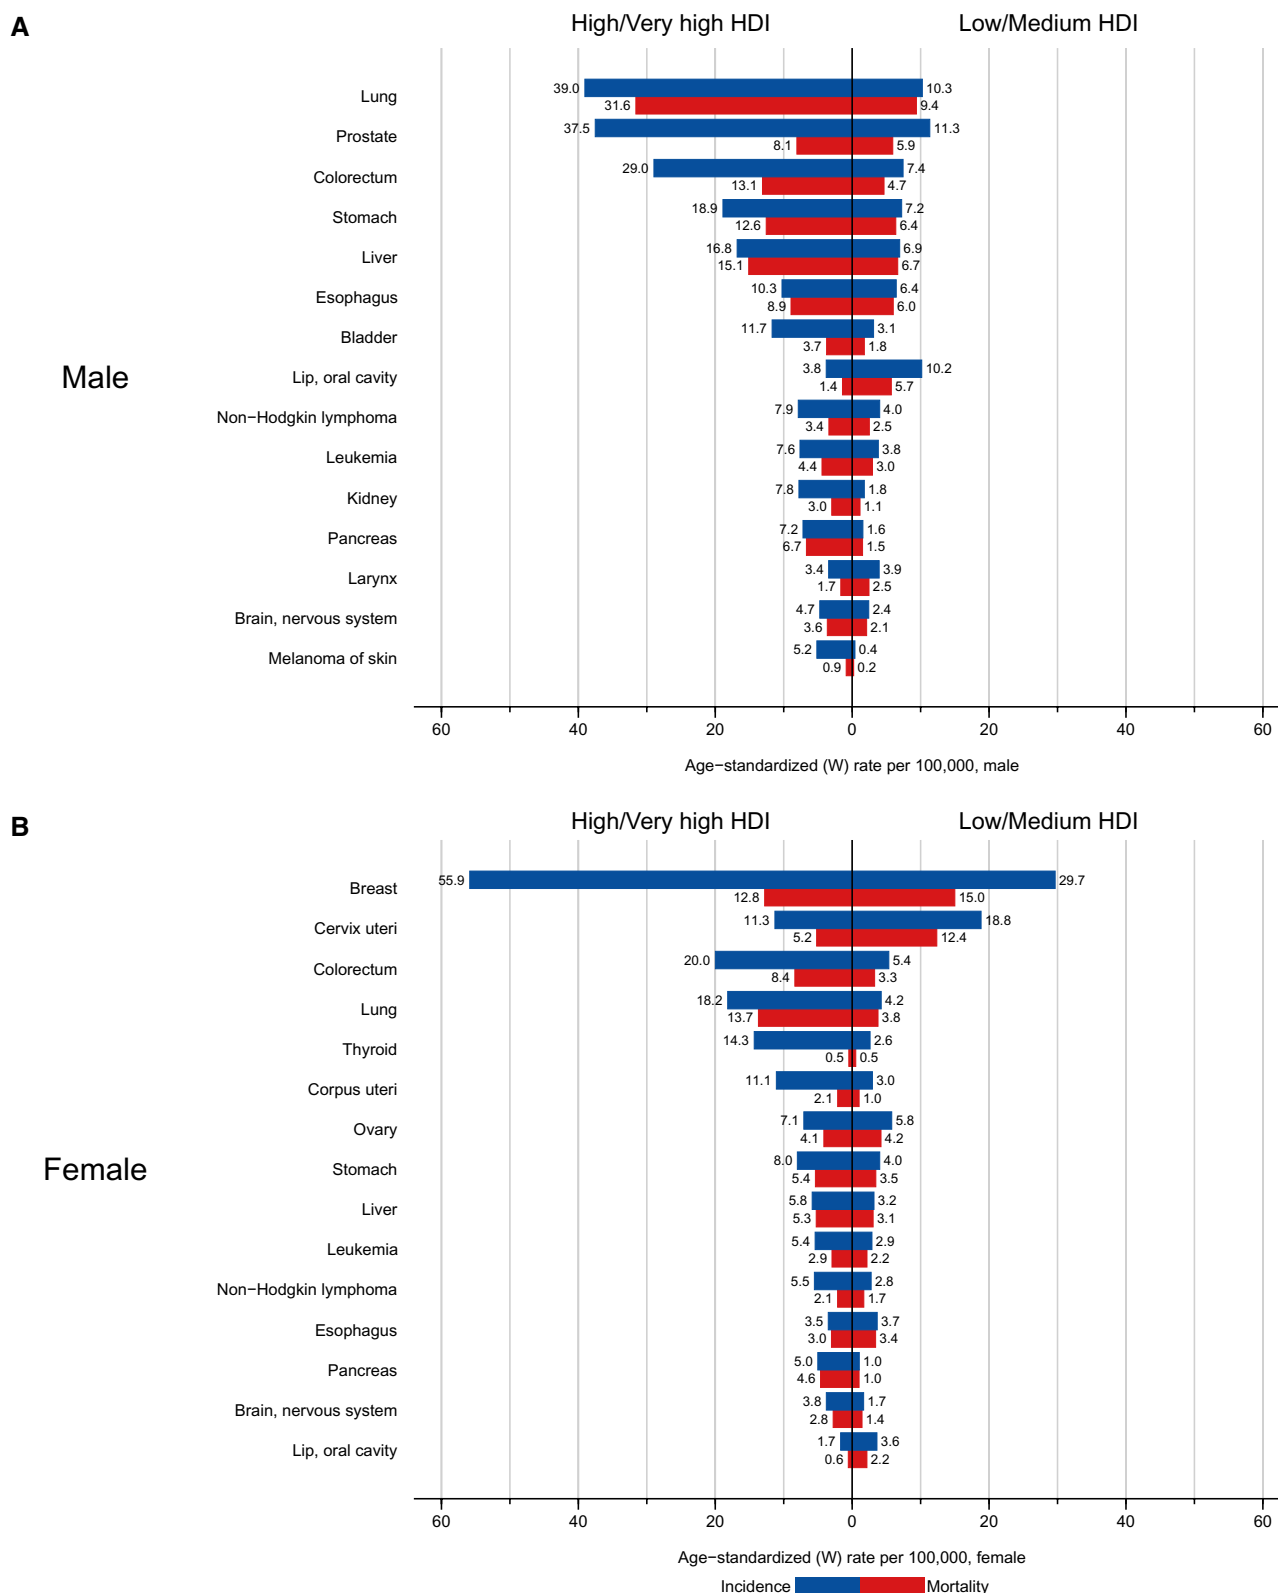 A
High/Very high HDI Low/Medium HDI
Lung 39.0 10.3
31.6 9.4
Prostate 37.5 11.3
8.1 5.9
Colorectum 29.0 7.4
13.1 4.7
Stomach 18.9 7.2
12.6 6.4
Liver 16.8 6.9
15.1 6.7
Esophagus 10.3 6.4
8.9 6.0
Bladder 11.7 3.1
3.7 1.8
Male
Lip, oral cavity 3.8 10.2
1.4 5.7
Non−Hodgkin lymphoma 7.9 4.0
3.4 2.5
Leukemia 7.6 3.8
4.4 3.0
Kidney 7.8 1.8
3.0 1.1
Pancreas 7.2 1.6
6.7 1.5
Larynx 3.4 3.9
1.7 2.5
Brain, nervous system 4.7 2.4
3.6 2.1
Melanoma of skin 5.2 0.4
0.9 0.2
60 40 20 0 20 40 60
Age−standardized (W) rate per 100,000, male
B
High/Very high HDI Low/Medium HDI
Breast 55.9 29.7
12.8 15.0
Cervix uteri 11.3 18.8
5.2 12.4
Colorectum 20.0 5.4
8.4 3.3
Lung 18.2 4.2
13.7 3.8
Thyroid 14.3 2.6
0.5 0.5
Corpus uteri 11.1 3.0
2.1 1.0
Ovary 7.1 5.8
4.1 4.2
Female
Stomach 8.0 4.0
5.4 3.5
Liver 5.8 3.2
5.3 3.1
Leukemia 5.4 2.9
2.9 2.2
Non−Hodgkin lymphoma 5.5 2.8
2.1 1.7
Esophagus 3.5 3.7
3.0 3.4
Pancreas 5.0 1.0
4.6 1.0
Brain, nervous system 3.8 1.7
2.8 1.4
Lip, oral cavity 1.7 3.6
0.6 2.2
60 40 20 0 20 40 60
Age−standardized (W) rate per 100,000, female
Incidence Mortality